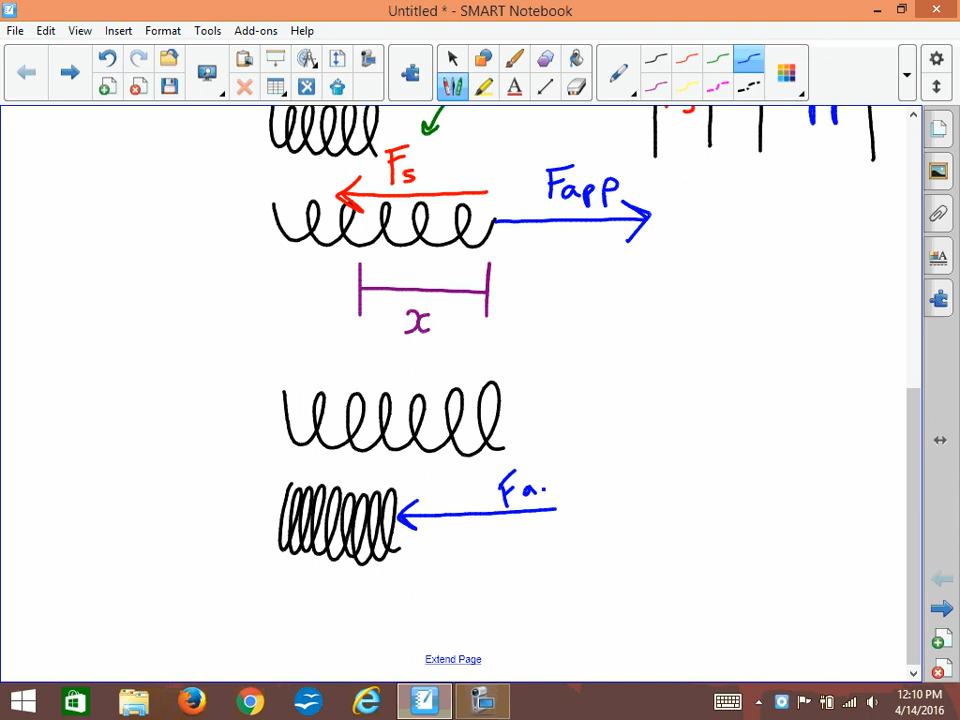 Untitled * - SMART Notebook
File Edit View Insert Format Tools Add-ons Help
Fs
Fapp
x
Fa.
Extend Page
12:10 PM
4/14/2016